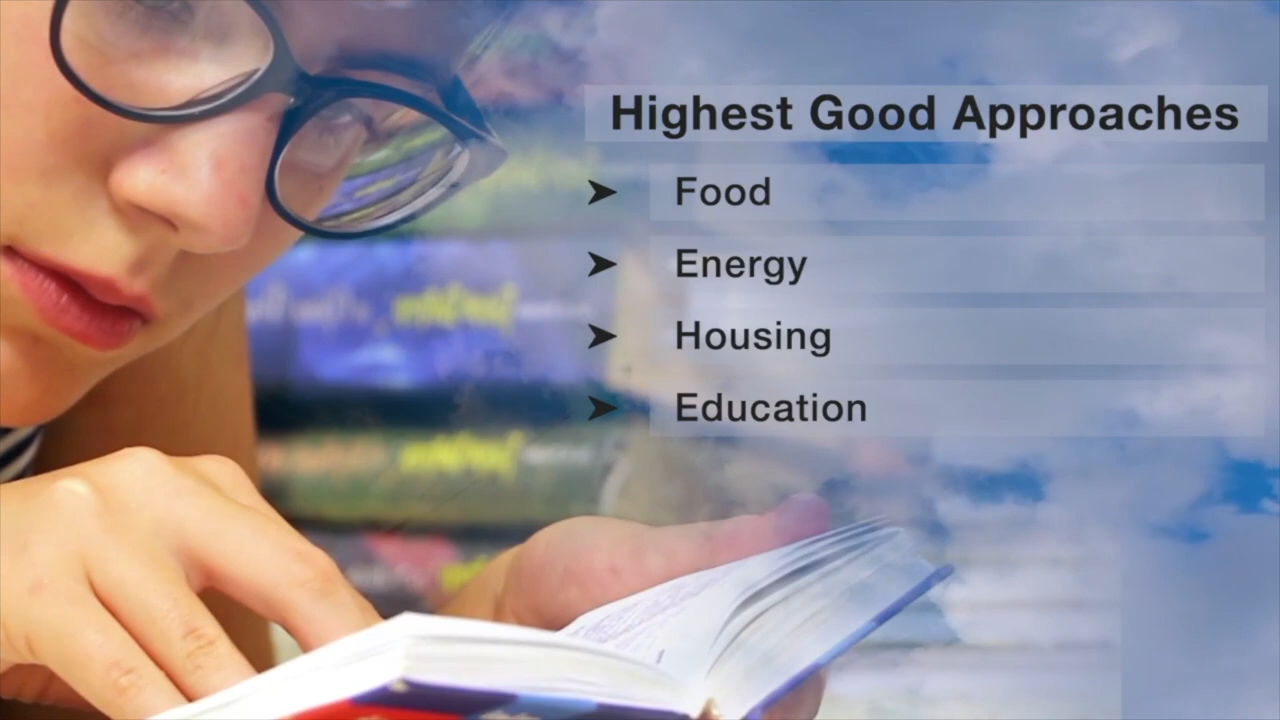 Highest Good Approaches
Food
Energy
Housing
Education